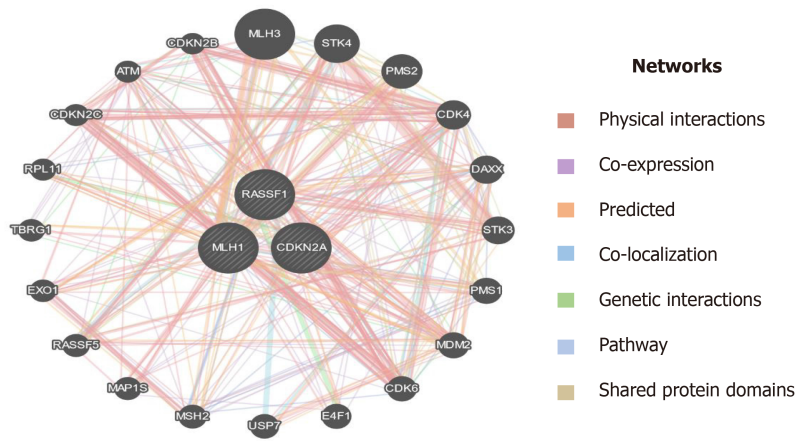 MLH3
CDKN2B
STK4
ATM
PMS2
CDKN2C
CDK4
RPL11
DAXX
RASSF1
TBRG1
STK3
MLH1
CDKN2A
EXO1
PMS1
RASSF5
MDM2
MAP1S
CDK6
MSH2
E4F1
USP7
Networks
Physical interactions
Co-expression
Predicted
Co-localization
Genetic interactions
Pathway
Shared protein domains